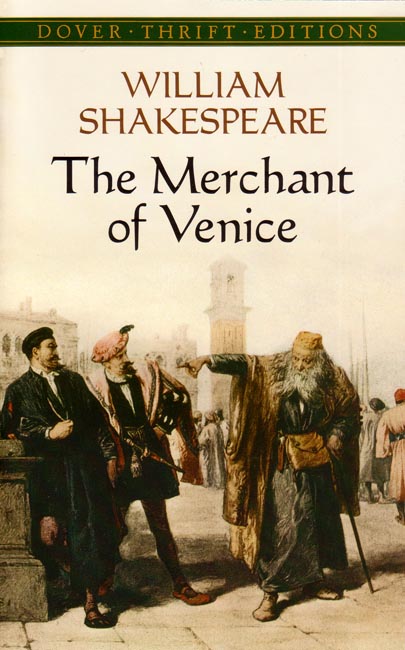 DOVER · THRIFT · EDITIONS
WILLIAM
SHAKESPEARE
The Merchant
of Venice